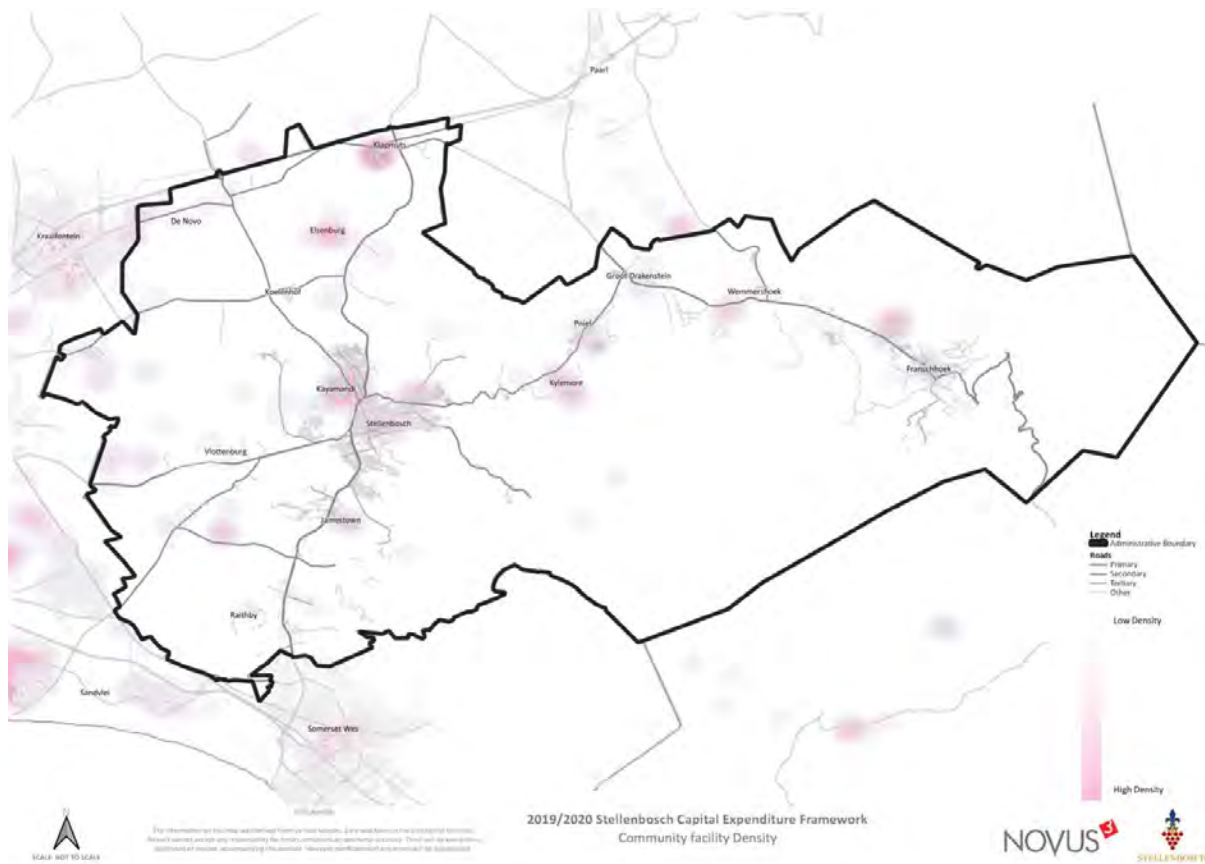 Paarl
Klapmuts
De Novo
Kraaifontein
Elsenburg
Groot Drakenstein
Koelenhof
Wemmershoek
Pniel
Franschhoek
Kayamandi
Kylemore
Stellenbosch
Vlottenburg
Jamestown
Raithby
Sandvlei
Somerset Wes
Legend
Administrative Boundary
Roads
Primary
Secondary
Tertiary
Other
Low Density
High Density
N
SCALE: NOT TO SCALE
2019/2020 Stellenbosch Capital Expenditure Framework
Community facility Density
NOVUS3